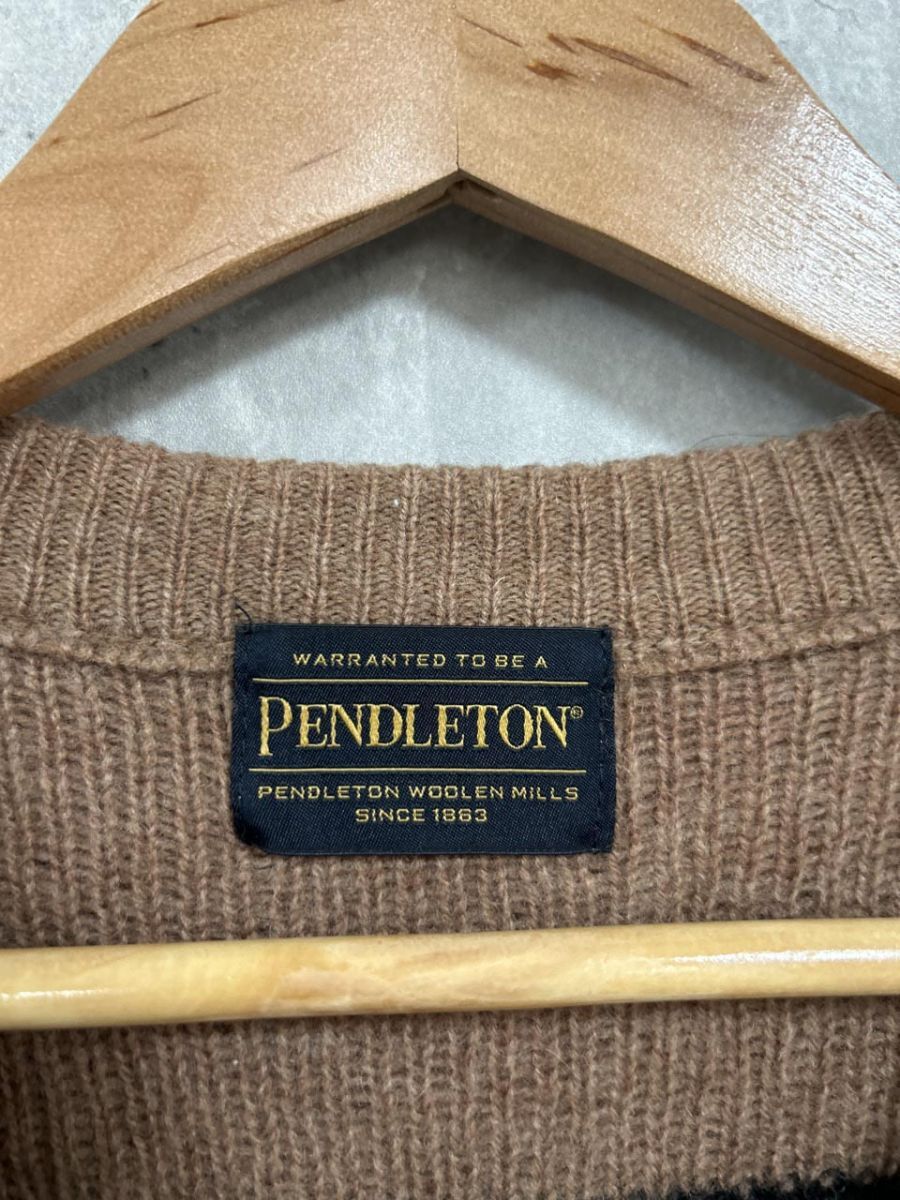 WARRANTED TO BE A
PENDLETON®
PENDLETON WOOLEN MILLS
SINCE 1863